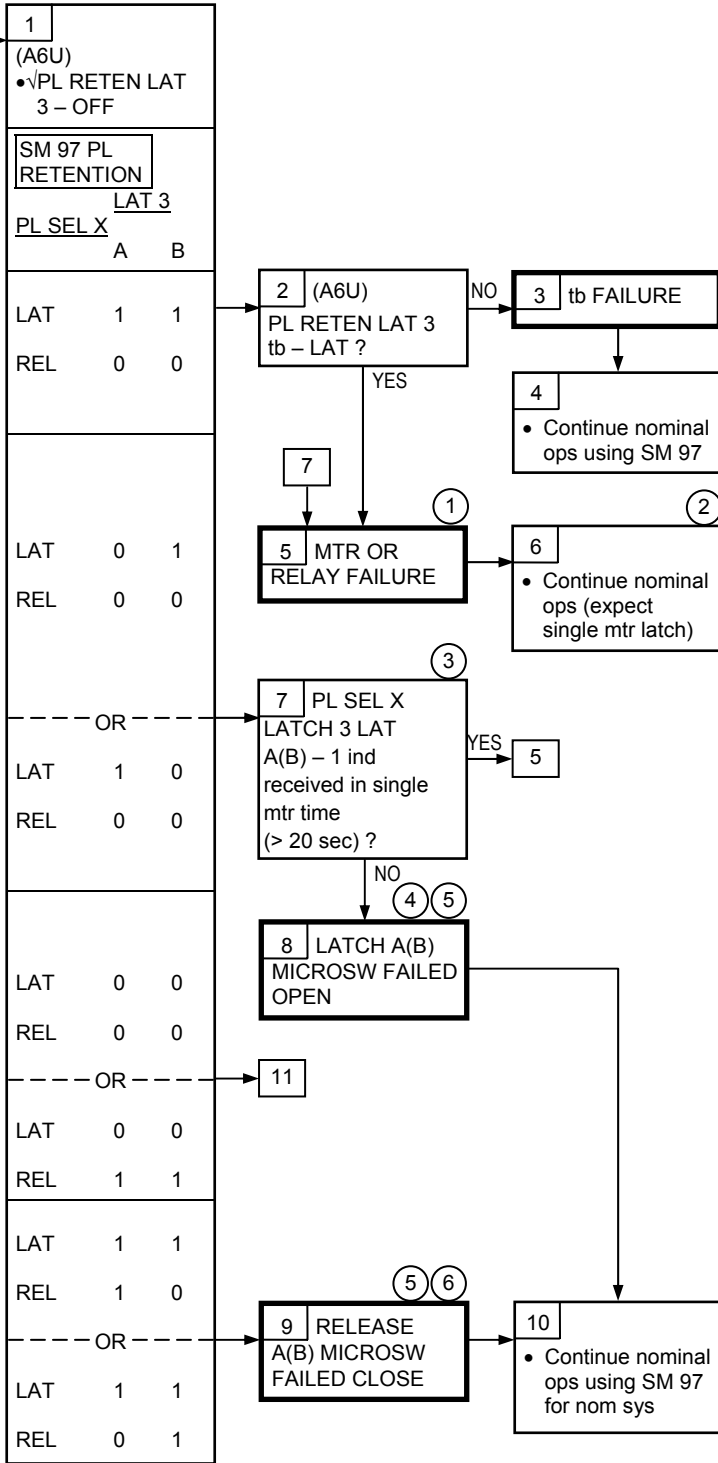 1
(A6U)
•√PL RETEN LAT
3 – OFF
SM 97 PL
RETENTION
LAT 3
PL SEL X
A B
LAT 1 1
REL 0 0
2 (A6U)
PL RETEN LAT 3
tb – LAT ?
NO
3 tb FAILURE
YES
4
• Continue nominal
ops using SM 97
7
LAT 0 1
REL 0 0
1
5 MTR OR
RELAY FAILURE
2
6
• Continue nominal
ops (expect
single mtr latch)
OR
LAT 1 0
REL 0 0
3
7 PL SEL X
LATCH 3 LAT
A(B) – 1 ind
received in single
mtr time
(> 20 sec) ?
YES
5
NO
4 5
8 LATCH A(B)
MICROSW FAILED
OPEN
LAT 0 0
REL 0 0
OR
11
LAT 0 0
REL 1 1
LAT 1 1
REL 1 0
OR
LAT 1 1
REL 0 1
5 6
9 RELEASE
A(B) MICROSW
FAILED CLOSE
10
• Continue nominal
ops using SM 97
for nom sys